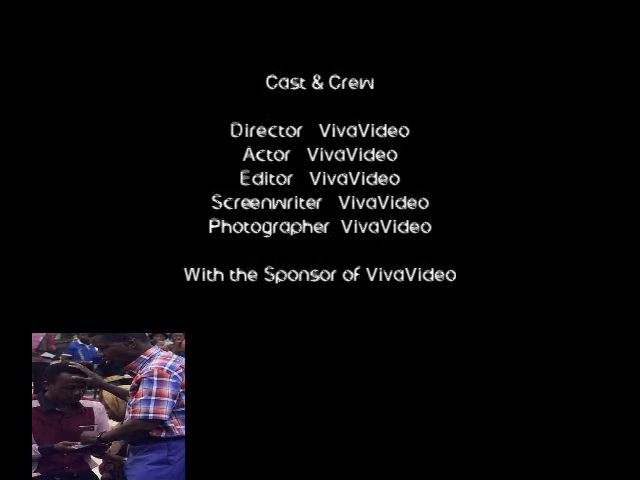 Cast & Crew
Director VivaVideo
Actor VivaVideo
Editor VivaVideo
Screenwriter VivaVideo
Photographer VivaVideo
With the Sponsor of VivaVideo